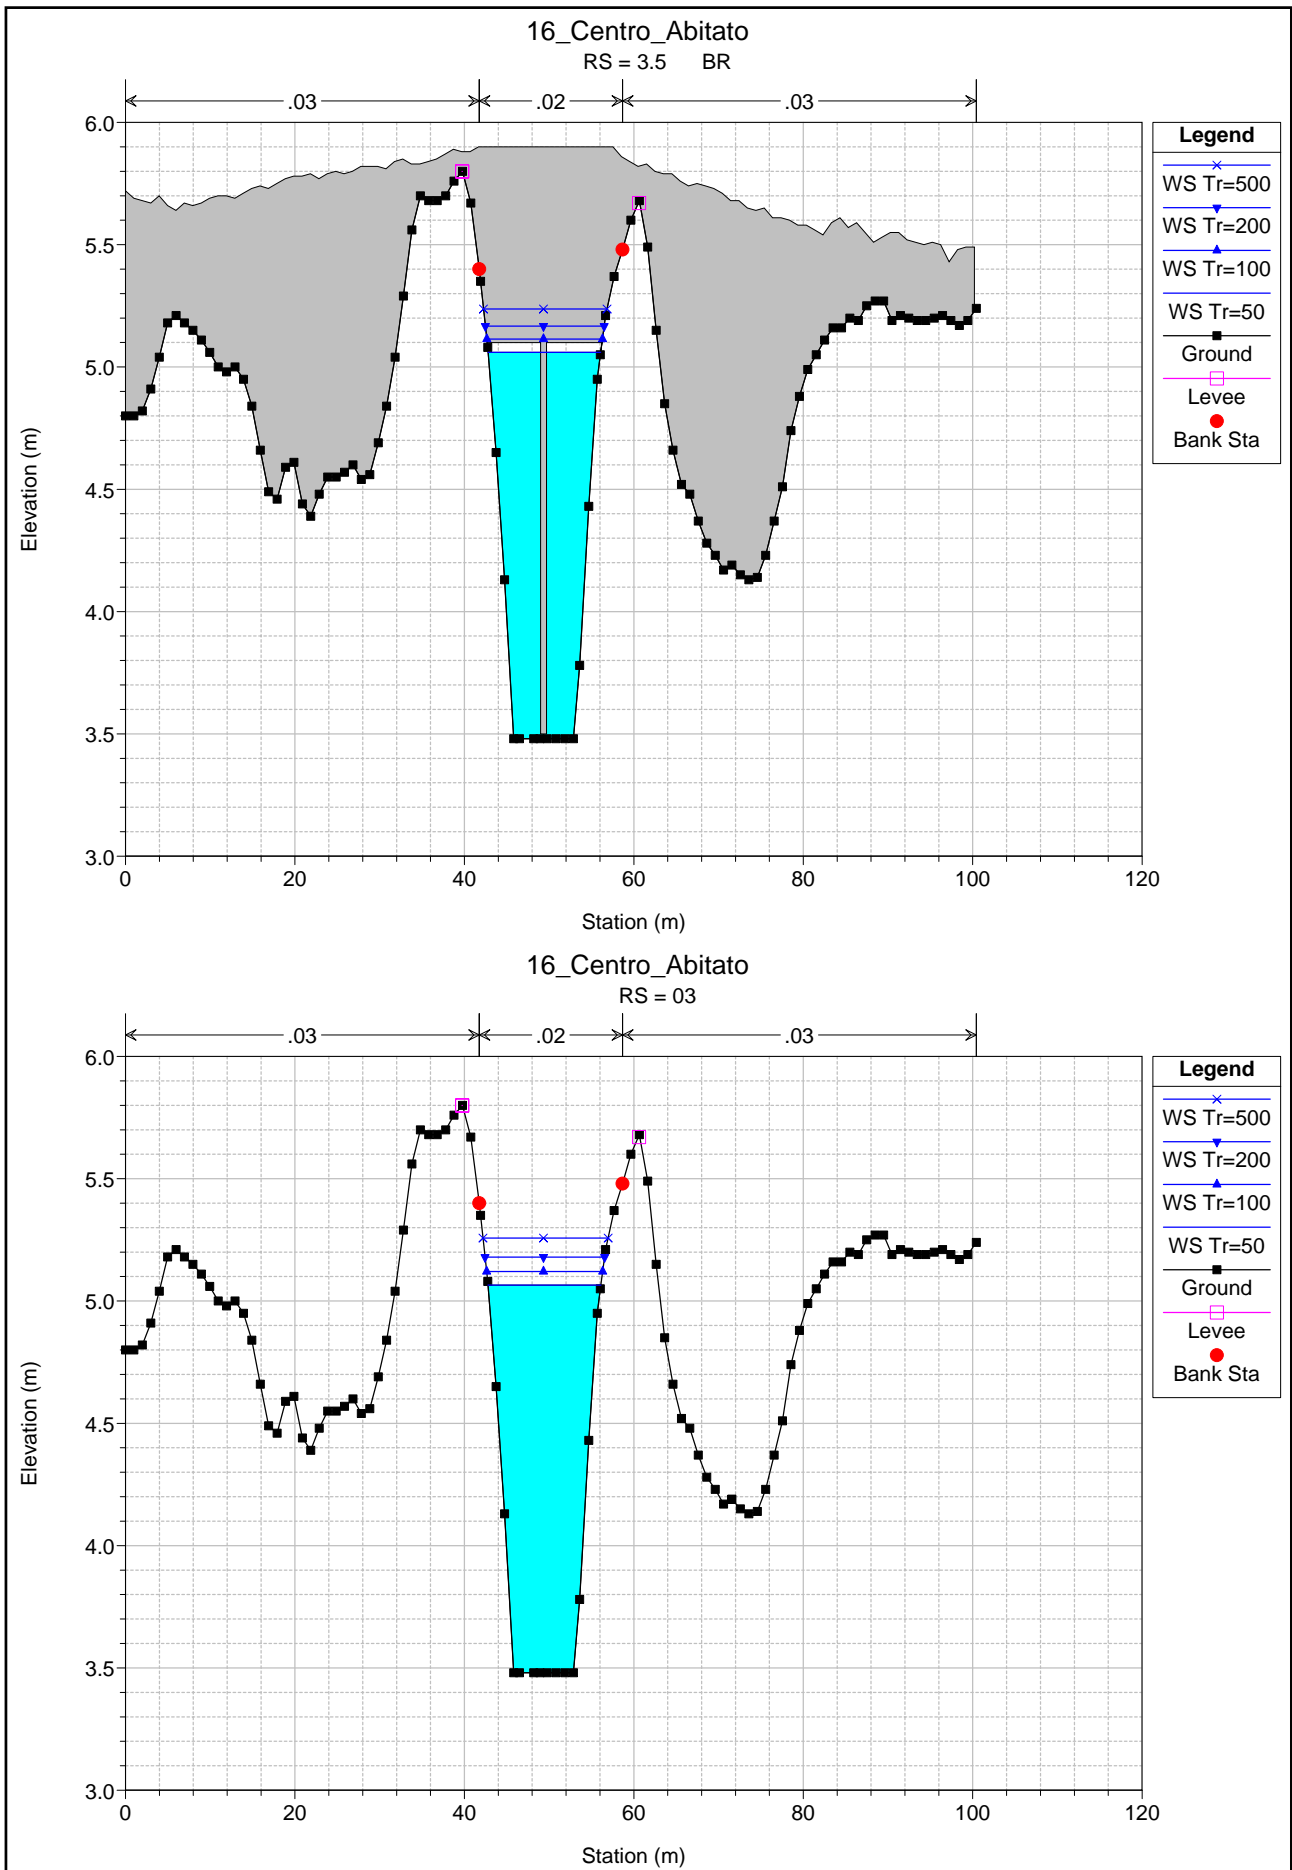 16_Centro_Abitato
RS = 3.5 BR
.03 .02 .03
Legend
WS Tr=500
WS Tr=200
WS Tr=100
WS Tr=50
Ground
Levee
Bank Sta
6.0
5.5
5.0
4.5
4.0
3.5
3.0
Elevation (m)
0 20 40 60 80 100 120
Station (m)
16_Centro_Abitato
RS = 03
.03 .02 .03
Legend
WS Tr=500
WS Tr=200
WS Tr=100
WS Tr=50
Ground
Levee
Bank Sta
6.0
5.5
5.0
4.5
4.0
3.5
3.0
Elevation (m)
0 20 40 60 80 100 120
Station (m)